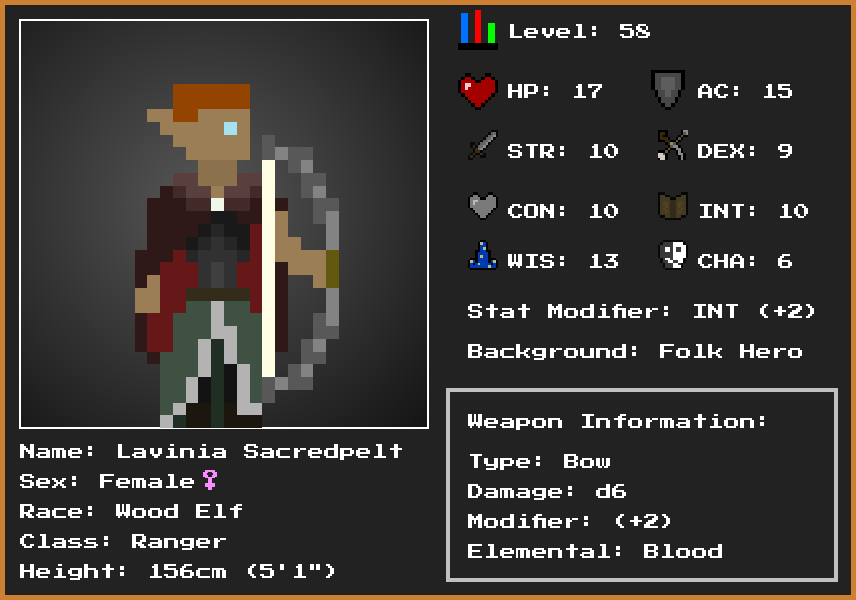 Level: 58
HP: 17
AC: 15
STR: 10
DEX: 9
CON: 10
INT: 10
WIS: 13
CHA: 6
Stat Modifier: INT (+2)
Background: Folk Hero
Weapon Information:
Type: Bow
Damage: d6
Modifier: (+2)
Elemental: Blood
Name: Lavinia Sacredpelt
Sex: Female♀
Race: Wood Elf
Class: Ranger
Height: 156cm (5'1")